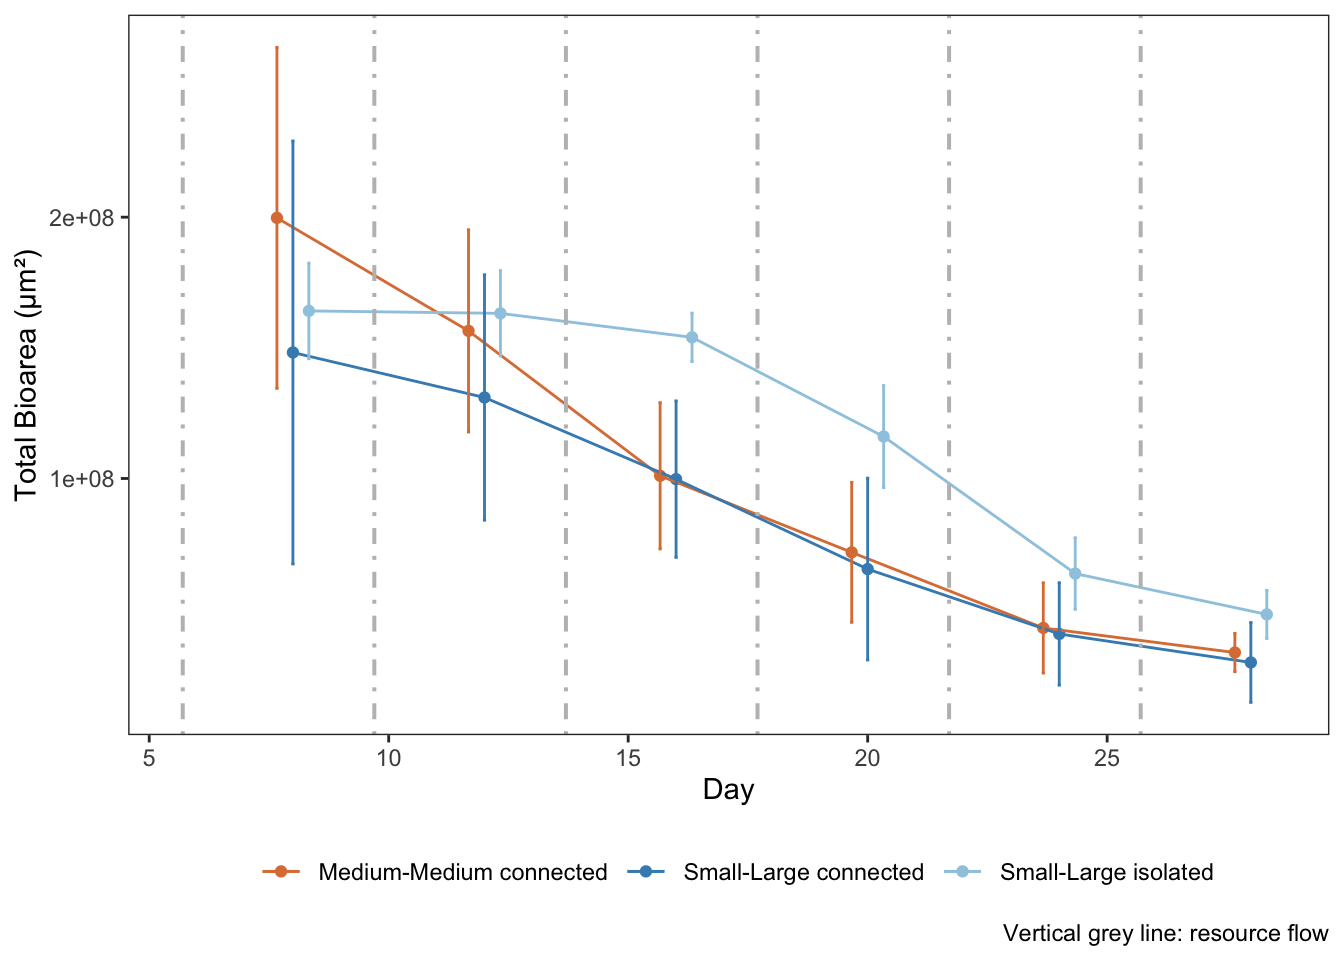 Total Bioarea (µm²)
2e+08
1e+08
5 10 15 20 25
Day
Medium-Medium connected Small-Large connected Small-Large isolated
Vertical grey line: resource flow